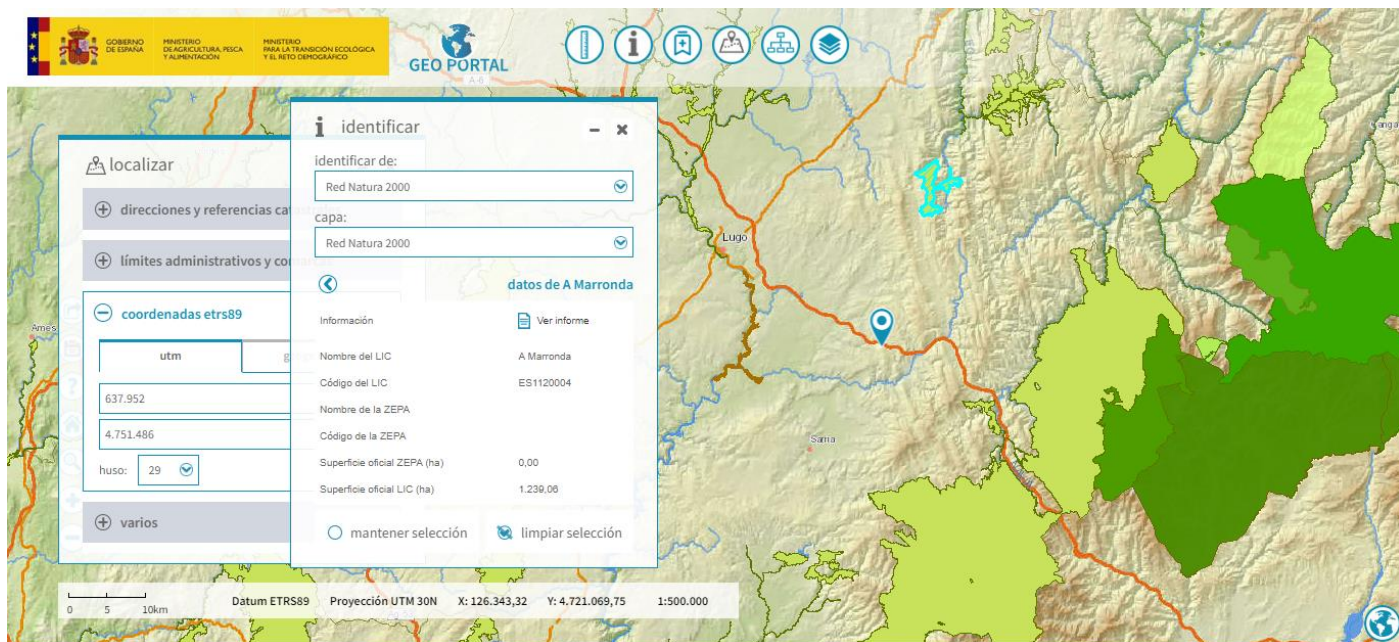 GOBIERNO
DE ESPAÑA
MINISTERIO
DE AGRICULTURA, PESCA
Y ALIMENTACIÓN
MINISTERIO
PARA LA TRANSICIÓN ECOLÓGICA
Y EL RETO DEMOGRÁFICO
GEO PORTAL
A-6
localizar
direcciones y referencias cat
límites administrativos y co
coordenadas etrs89
utm
637.952
4.751.486
huso: 29
varios
identificar
identificar de:
Red Natura 2000
capa:
Red Natura 2000
datos de A Marronda
Información Ver informe
Nombre del LIC A Marronda
Código del LIC ES1120004
Nombre de la ZEPA
Código de la ZEPA
Superficie oficial ZEPA (ha) 0,00
Superficie oficial LIC (ha) 1.239,06
mantener selección limpiar selección
Lugo
Sarria
Ames
0 5 10km
Datum ETRS89 Proyección UTM 30N X: 126.343,32 Y: 4.721.069,75 1:500.000